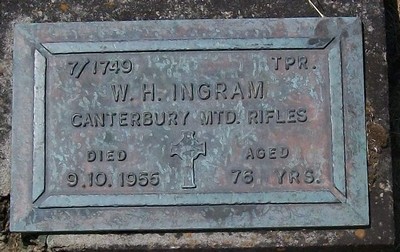 7/1749 TPR.
W. H. INGRAM
CANTERBURY MTD. RIFLES
DIED AGED
9.10.1955 76 YRS.